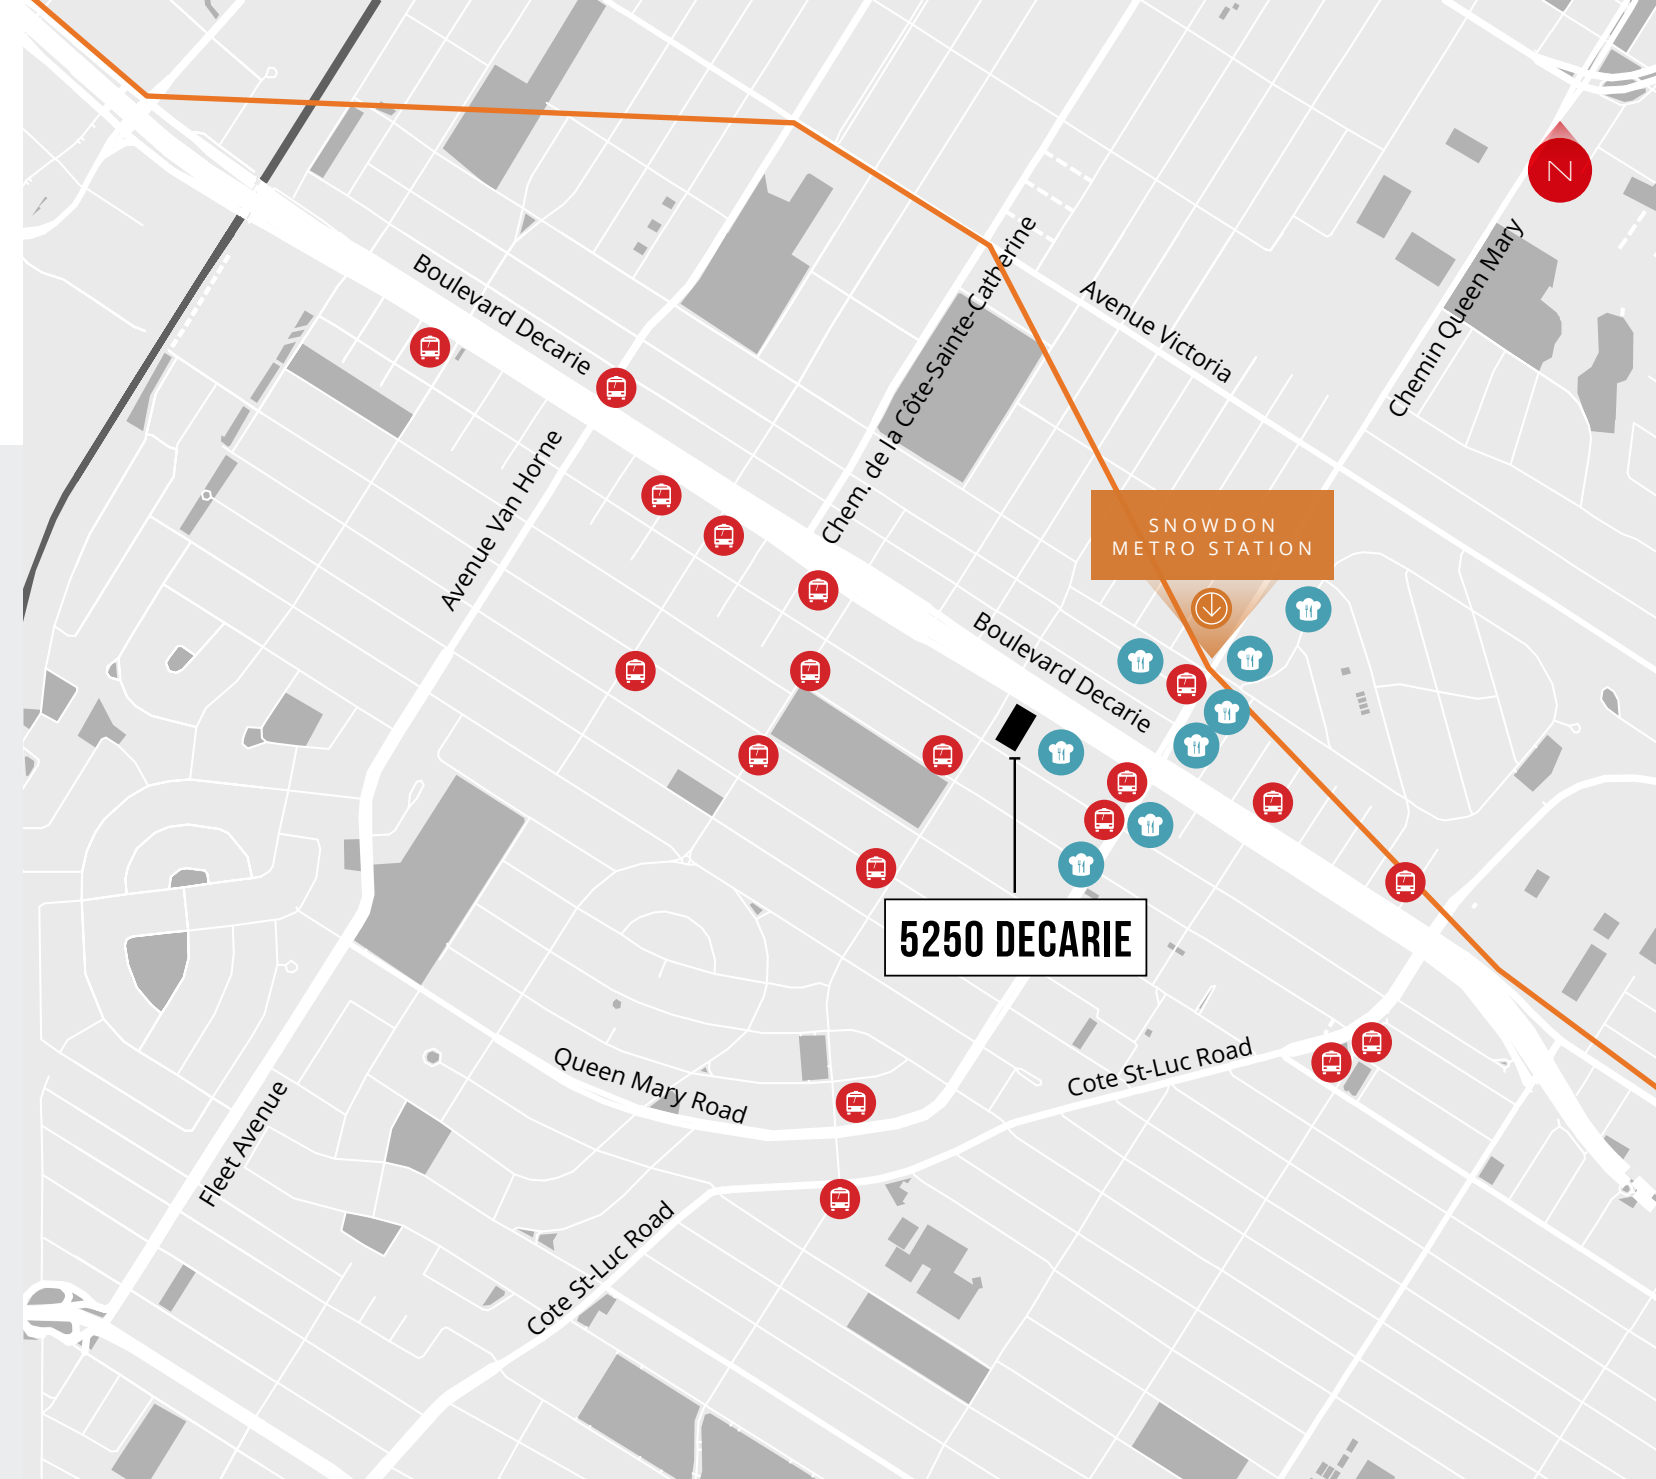 N
Boulevard Decarie
Chem. de la Côte-Sainte-Catherine
Avenue Victoria
Chemin Queen Mary
Avenue Van Horne
SNOWDON
METRO STATION
Boulevard Decarie
5250 DECARIE
Queen Mary Road
Cote St-Luc Road
Fleet Avenue
Cote St-Luc Road